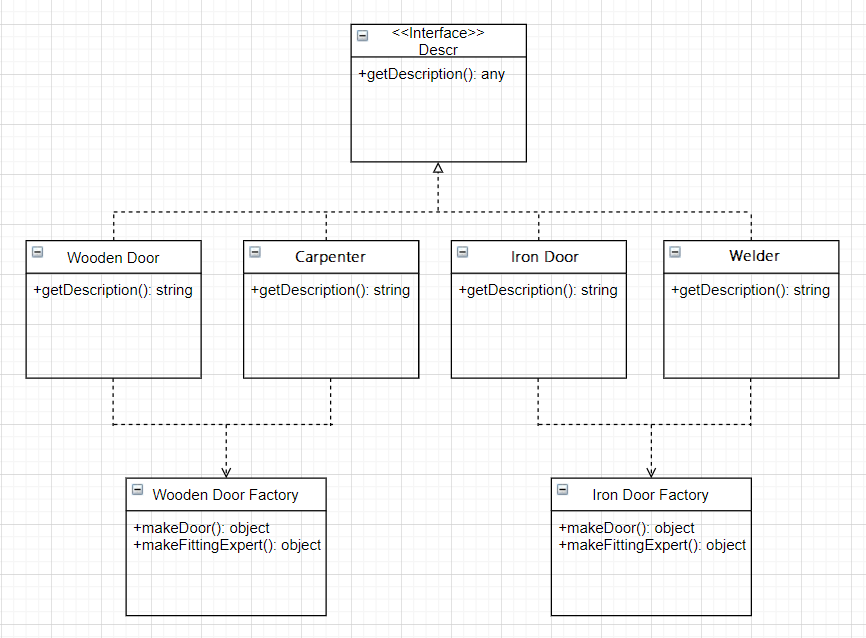 <<Interface>>
Descr
+getDescription(): any
Wooden Door
+getDescription(): string
Carpenter
+getDescription(): string
Iron Door
+getDescription(): string
Welder
+getDescription(): string
Wooden Door Factory
+makeDoor(): object
+makeFittingExpert(): object
Iron Door Factory
+makeDoor(): object
+makeFittingExpert(): object